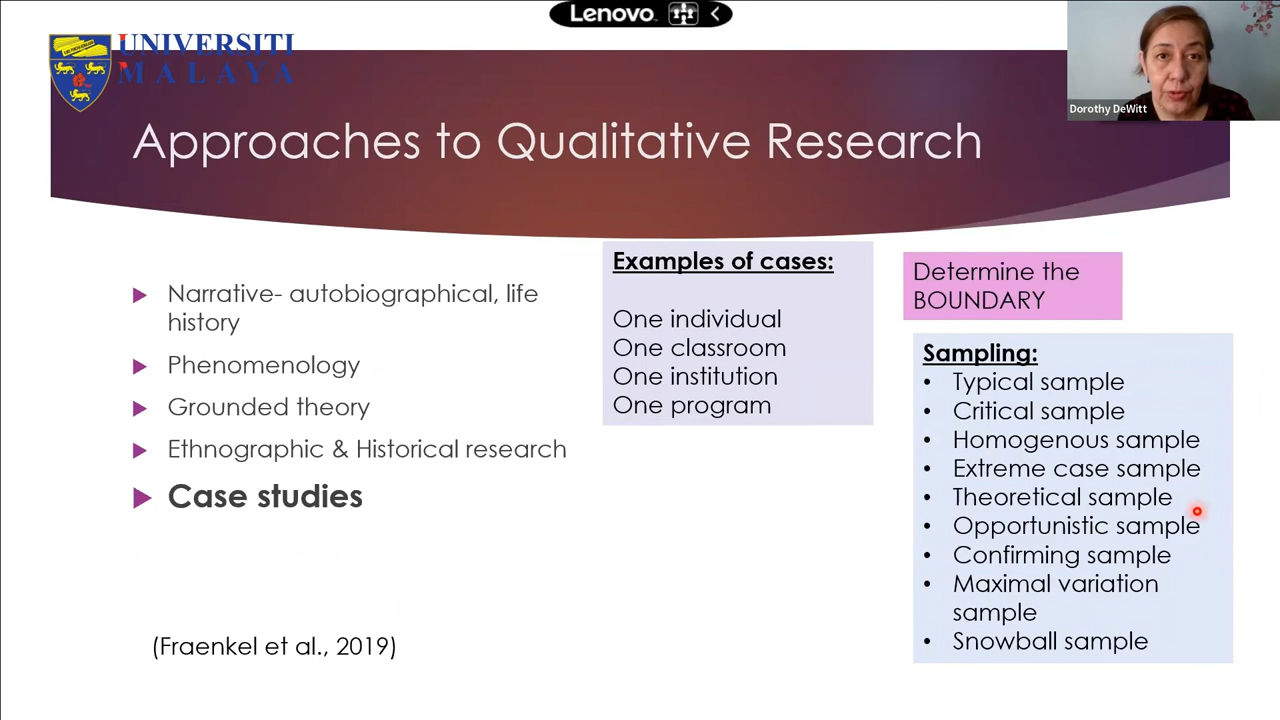 Lenovo
UNIVERSITI
MALAYA
Dorothy DeWitt
Approaches to Qualitative Research
Narrative- autobiographical, life
history
Phenomenology
Grounded theory
Ethnographic & Historical research
Case studies
(Fraenkel et al., 2019)
Examples of cases:
One individual
One classroom
One institution
One program
Determine the
BOUNDARY
Sampling:
• Typical sample
• Critical sample
• Homogenous sample
• Extreme case sample
• Theoretical sample
• Opportunistic sample
• Confirming sample
• Maximal variation
sample
• Snowball sample